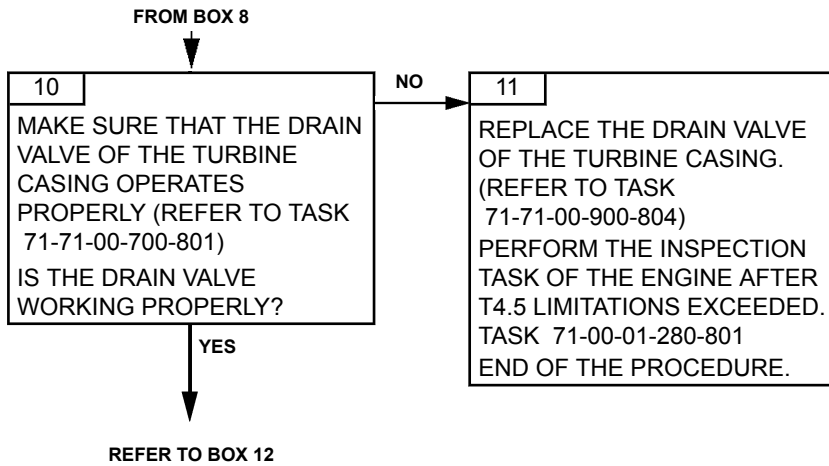 FROM BOX 8
10
MAKE SURE THAT THE DRAIN
VALVE OF THE TURBINE
CASING OPERATES
PROPERLY (REFER TO TASK
71-71-00-700-801)
IS THE DRAIN VALVE
WORKING PROPERLY?
NO
11
REPLACE THE DRAIN VALVE
OF THE TURBINE CASING.
(REFER TO TASK
71-71-00-900-804)
PERFORM THE INSPECTION
TASK OF THE ENGINE AFTER
T4.5 LIMITATIONS EXCEEDED.
TASK 71-00-01-280-801
END OF THE PROCEDURE.
YES
REFER TO BOX 12